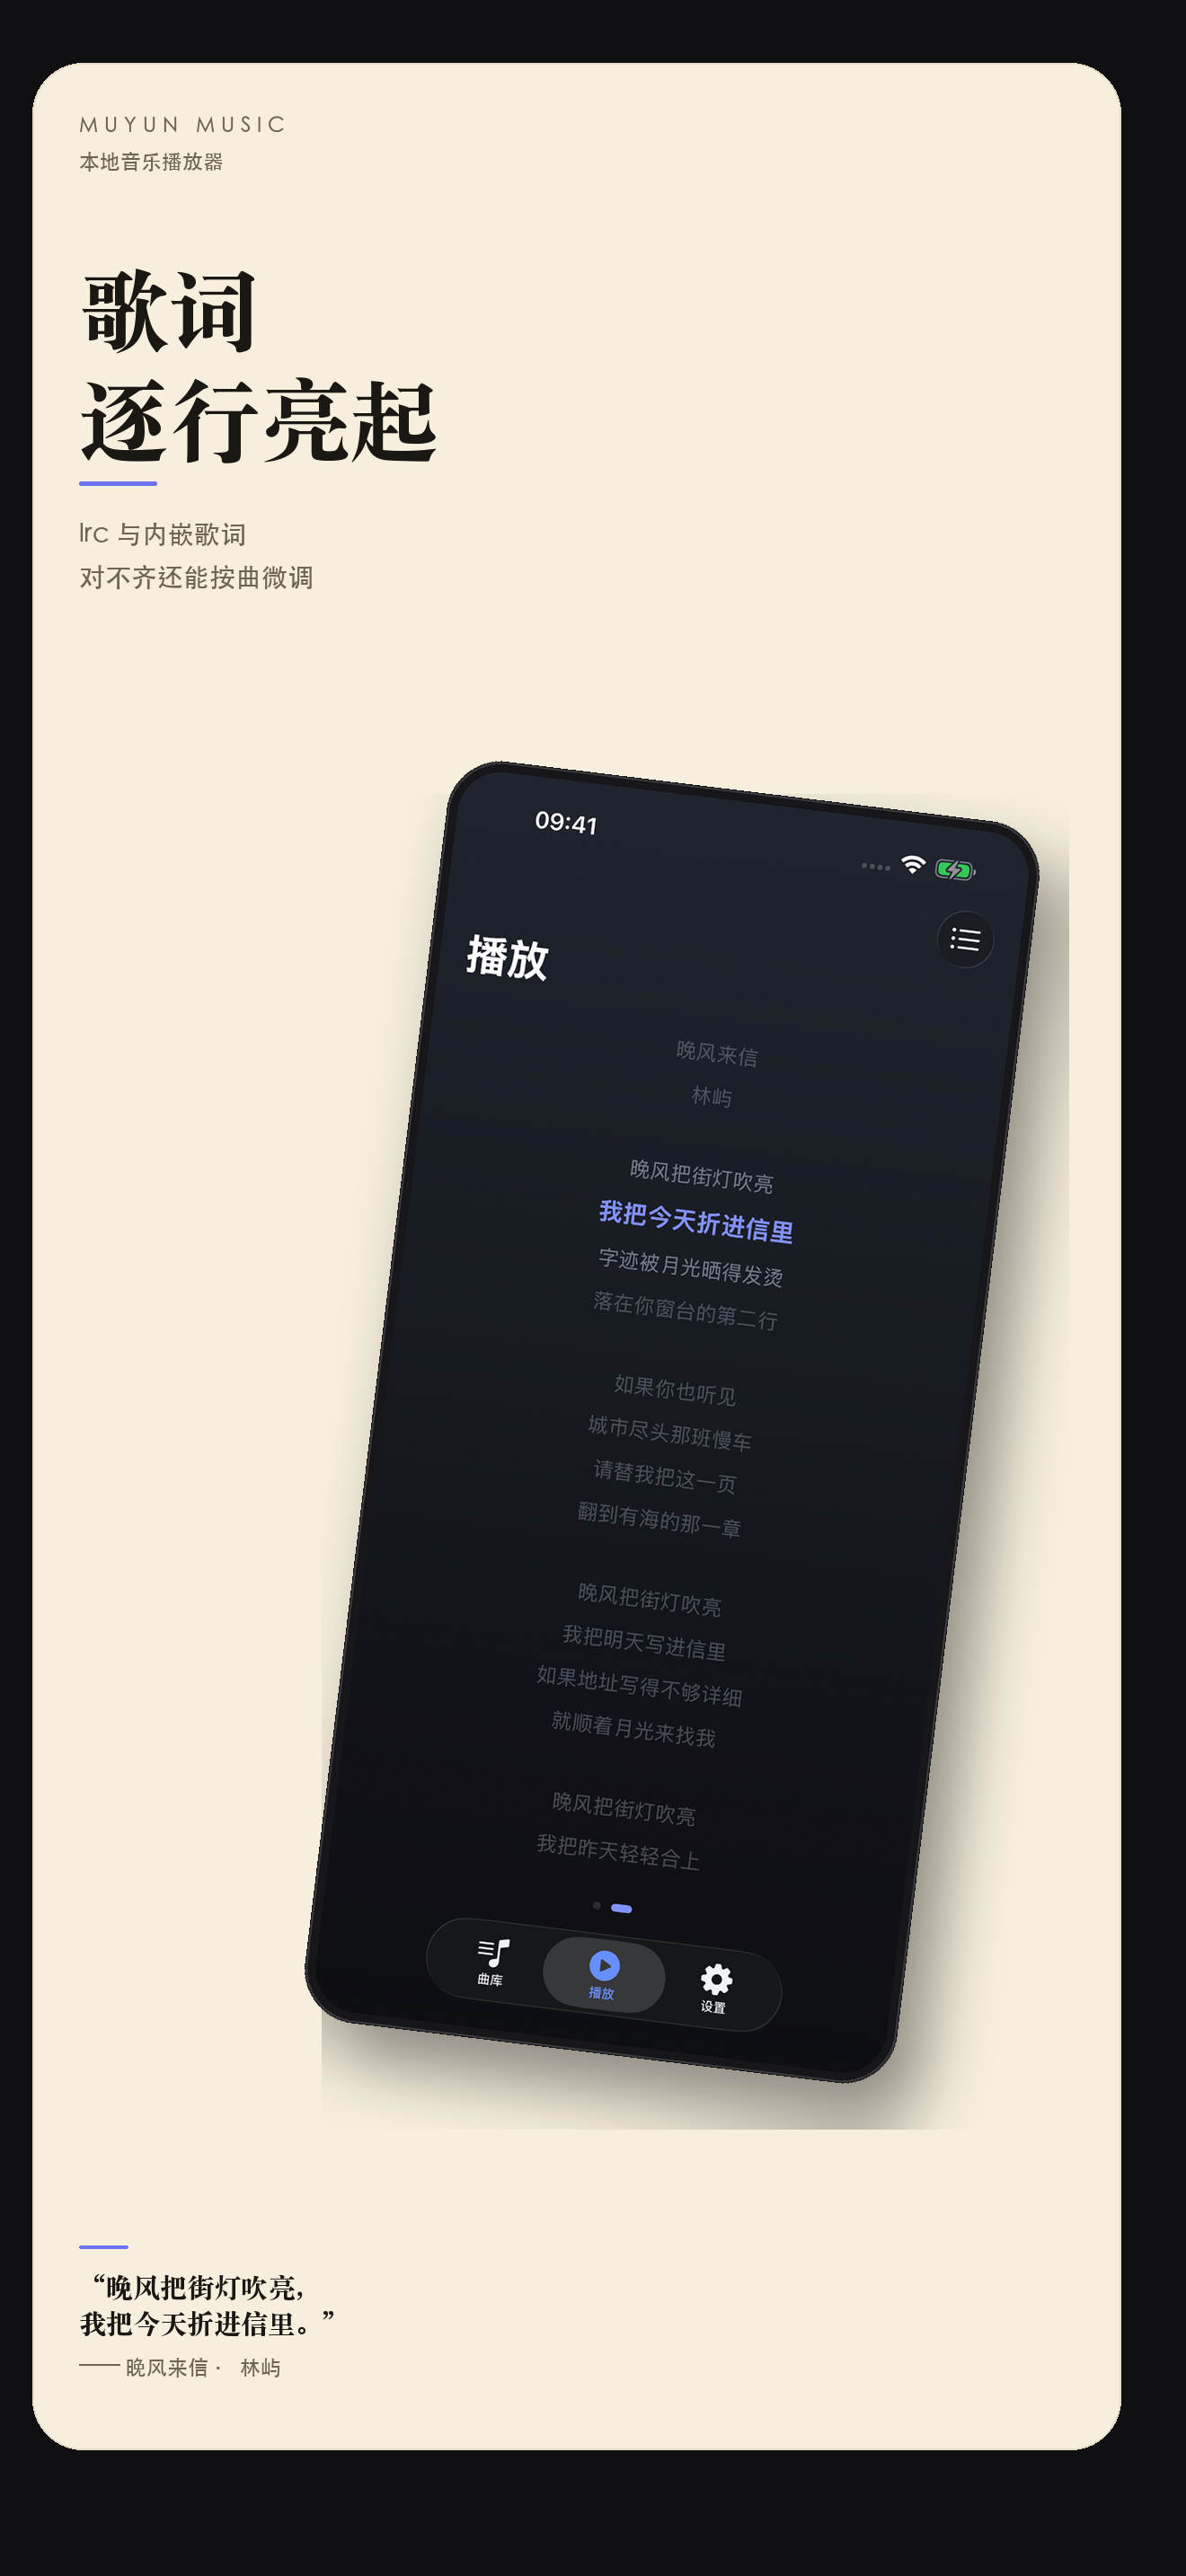 MUYUN MUSIC
本地音乐播放器
歌词
逐行亮起
lrc 与内嵌歌词
对不齐还能按曲微调
09:41
播放
晚风来信
林屿
晚风把街灯吹亮
我把今天折进信里
字迹被月光晒得发烫
落在你窗台的第二行
如果你也听见
城市尽头那班慢车
请替我把这一页
翻到有海的那一章
晚风把街灯吹亮
我把明天写进信里
如果地址写得不够详细
就顺着月光来找我
晚风把街灯吹亮
我把昨天轻轻合上
曲库
播放
设置
“晚风把街灯吹亮，
我把今天折进信里。”
—— 晚风来信 · 林屿